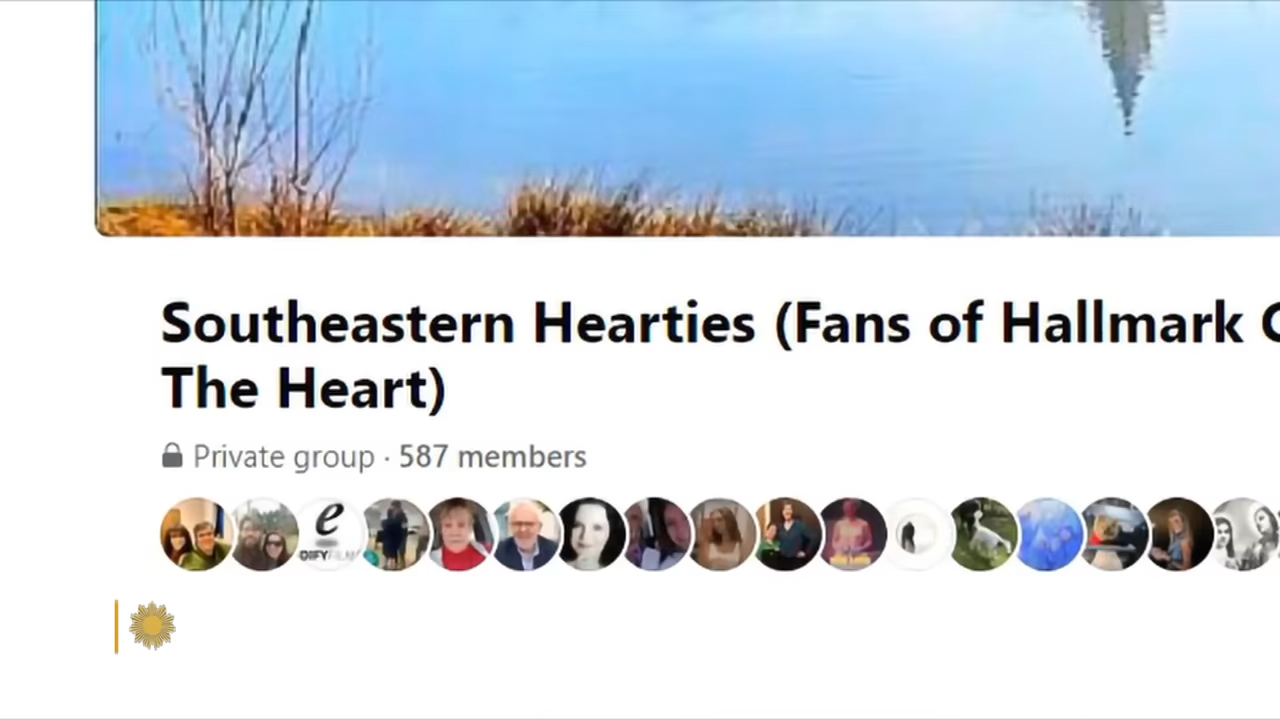 Southeastern Hearties (Fans of Hallmark
The Heart)
Private group · 587 members
e